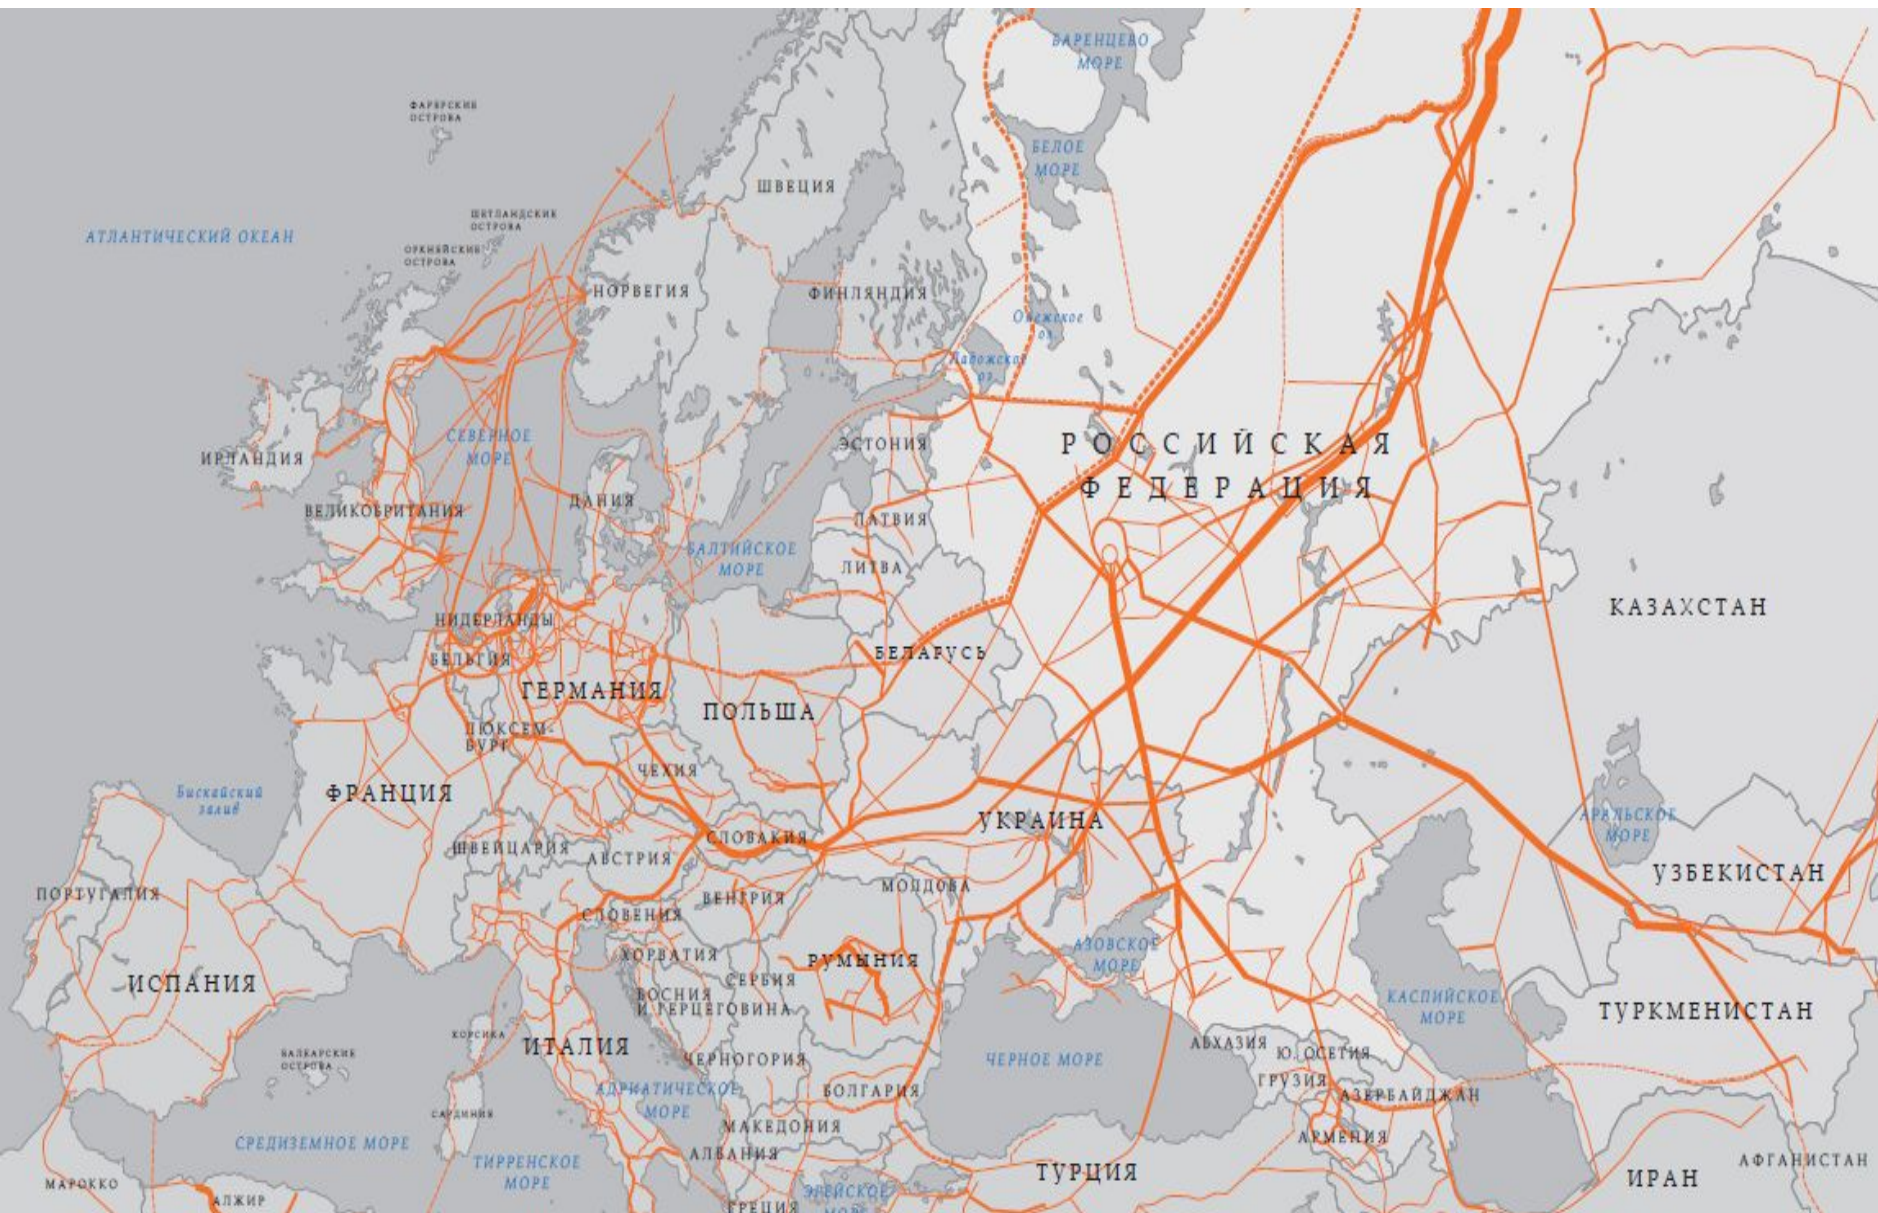 БАРЕНЦЕВО
МОРЕ
ФАРЕРСКИЕ
ОСТРОВА
БЕЛОЕ
МОРЕ
ШВЕЦИЯ
ШЕТЛАНДСКИЕ
ОСТРОВА
АТЛАНТИЧЕСКИЙ ОКЕАН
ОРКНЕЙСКИЕ
ОСТРОВА
НОРВЕГИЯ
ФИНЛЯНДИЯ
Онежское
оз.
Ладожское
оз.
СЕВЕРНОЕ
МОРЕ
ЭСТОНИЯ
РОССИЙСКАЯ
ФЕДЕРАЦИЯ
ИРЛАНДИЯ
ДАНИЯ
ВЕЛИКОБРИТАНИЯ
ЛАТВИЯ
БАЛТИЙСКОЕ
МОРЕ
ЛИТВА
КАЗАХСТАН
НИДЕРЛАНДЫ
БЕЛЬГИЯ
БЕЛАРУСЬ
ГЕРМАНИЯ
ПОЛЬША
ЛЮКСЕМ-
БУРГ
ЧЕХИЯ
Бискайский
залив
ФРАНЦИЯ
УКРАИНА
АРАЛЬСКОЕ
МОРЕ
СЛОВАКИЯ
ШВЕЙЦАРИЯ
АВСТРИЯ
УЗБЕКИСТАН
ПОРТУГАЛИЯ
ВЕНГРИЯ
МОЛДОВА
СЛОВЕНИЯ
АЗОВСКОЕ
МОРЕ
ХОРВАТИЯ
РУМЫНИЯ
ИСПАНИЯ
СЕРБИЯ
БОСНИЯ
И ГЕРЦЕГОВИНА
КАСПИЙСКОЕ
МОРЕ
ТУРКМЕНИСТАН
КОРСИКА
ИТАЛИЯ
АБХАЗИЯ
Ю. ОСЕТИЯ
БАЛЕАРСКИЕ
ОСТРОВА
ЧЕРНОГОРИЯ
ЧЕРНОЕ МОРЕ
ГРУЗИЯ
АДРИАТИЧЕСКОЕ
МОРЕ
БОЛГАРИЯ
АЗЕРБАЙДЖАН
САРДИНИЯ
МАКЕДОНИЯ
АРМЕНИЯ
СРЕДИЗЕМНОЕ МОРЕ
АЛБАНИЯ
ТИРРЕНСКОЕ
МОРЕ
ТУРЦИЯ
АФГАНИСТАН
ИРАН
МАРОККО
АЛЖИР
ЭГЕЙСКОЕ
МОРЕ
ГРЕЦИЯ